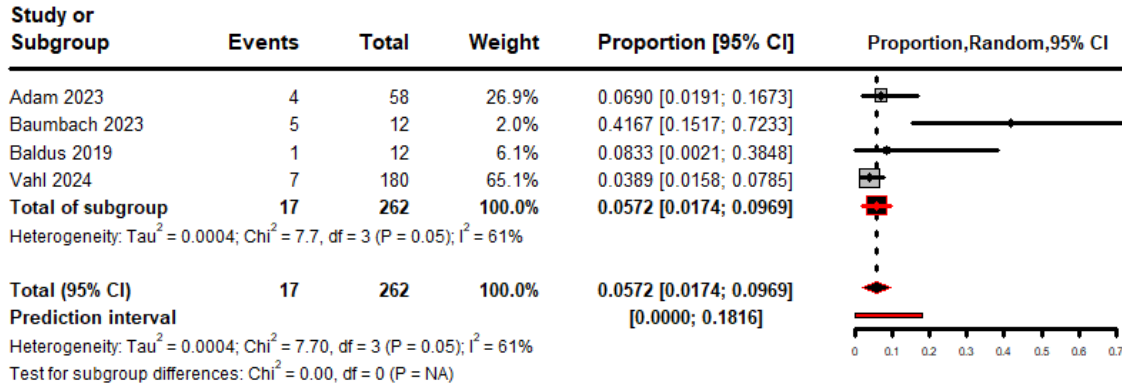 Study or
Subgroup Events Total Weight Proportion [95% CI] Proportion,Random,95% CI
Adam 2023 4 58 26.9% 0.0690 [0.0191; 0.1673]
Baumbach 2023 5 12 2.0% 0.4167 [0.1517; 0.7233]
Baldus 2019 1 12 6.1% 0.0833 [0.0021; 0.3848]
Vahl 2024 7 180 65.1% 0.0389 [0.0158; 0.0785]
Total of subgroup 17 262 100.0% 0.0572 [0.0174; 0.0969]
Heterogeneity: Tau² = 0.0004; Chi² = 7.7, df = 3 (P = 0.05); I² = 61%
Total (95% CI) 17 262 100.0% 0.0572 [0.0174; 0.0969]
Prediction interval [0.0000; 0.1816]
Heterogeneity: Tau² = 0.0004; Chi² = 7.70, df = 3 (P = 0.05); I² = 61%
0 0.1 0.2 0.3 0.4 0.5 0.6 0.7
Test for subgroup differences: Chi² = 0.00, df = 0 (P = NA)